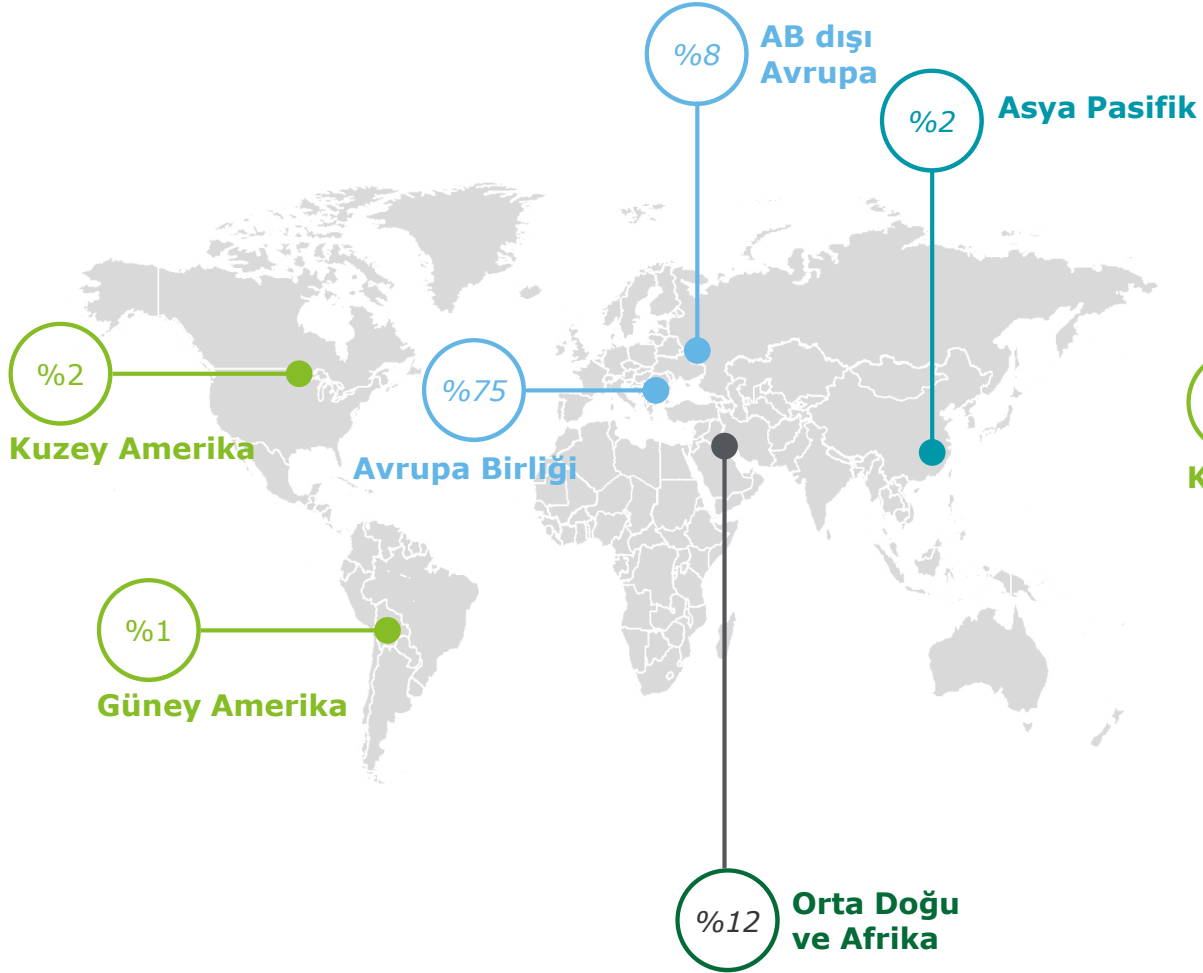 %8
AB dışı
Avrupa
%2
Asya Pasifik
%2
Kuzey Amerika
%75
Avrupa Birliği
%1
Güney Amerika
%12
Orta Doğu
ve Afrika
K